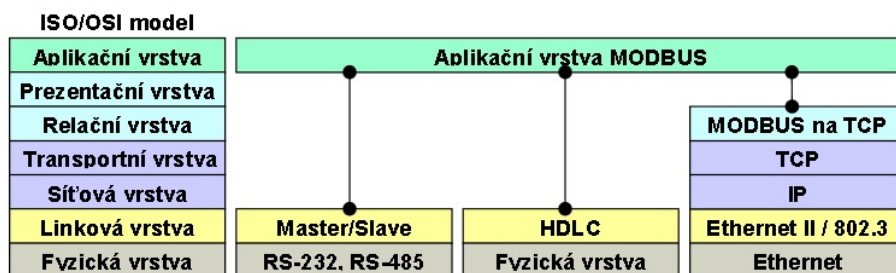 ISO/OSI model
Aplikační vrstva
Aplikační vrstva MODBUS
Prezentační vrstva
Relační vrstva
MODBUS na TCP
Transportní vrstva
TCP
Síťová vrstva
IP
Linková vrstva
Master/Slave
HDLC
Ethernet II / 802.3
Fyzická vrstva
RS-232, RS-485
Fyzická vrstva
Ethernet